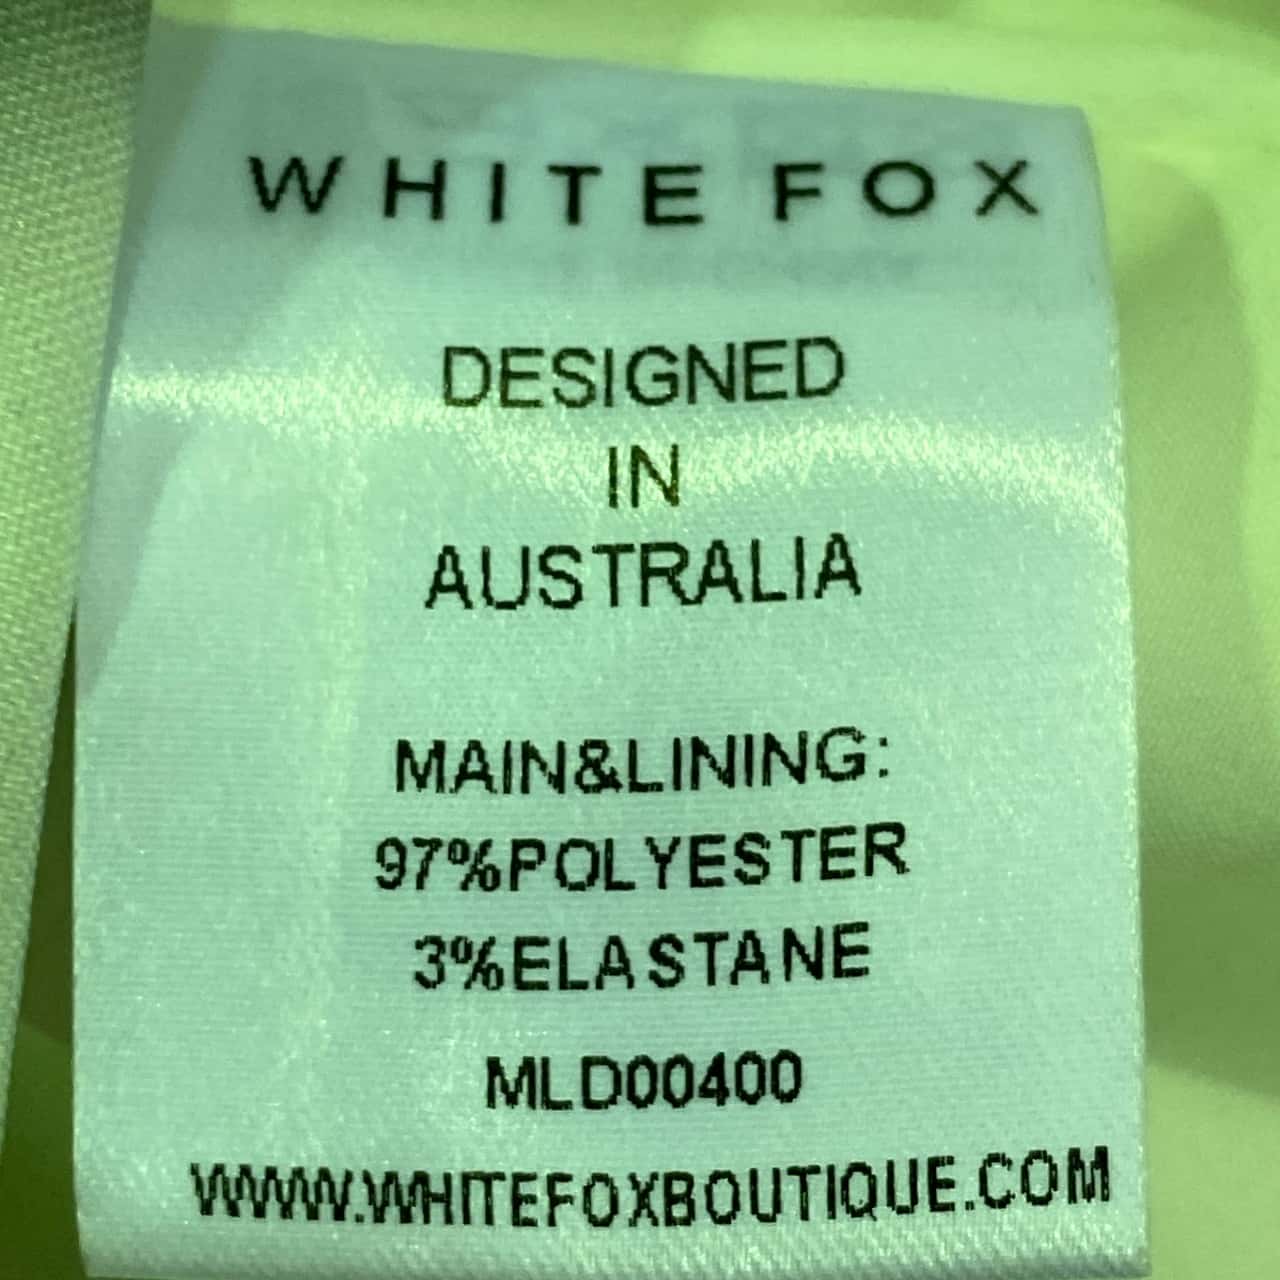 WHITE FOX
DESIGNED
IN
AUSTRALIA
MAIN&LINING:
97%POLYESTER
3%ELASTANE
MLD00400
WWW.WHITEFOXBOUTIQUE.COM